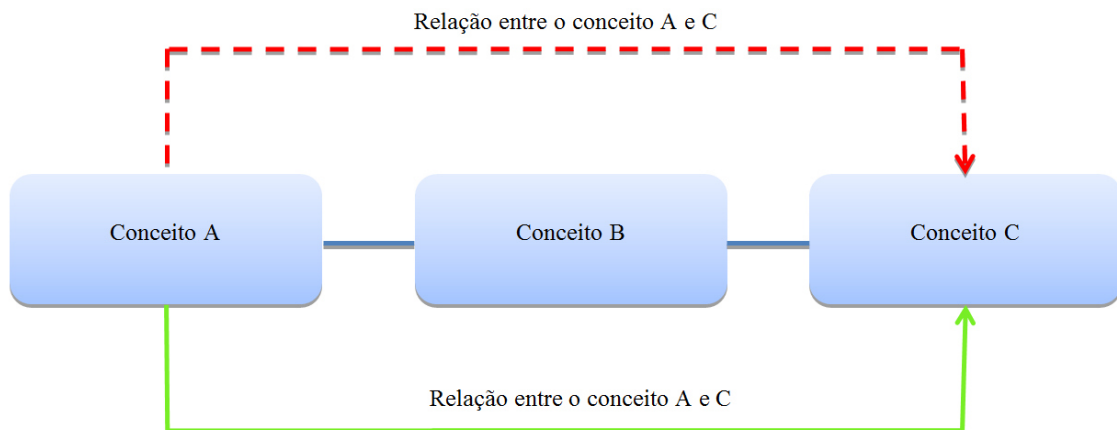 Relação entre o conceito A e C
Conceito A
Conceito B
Conceito C
Relação entre o conceito A e C